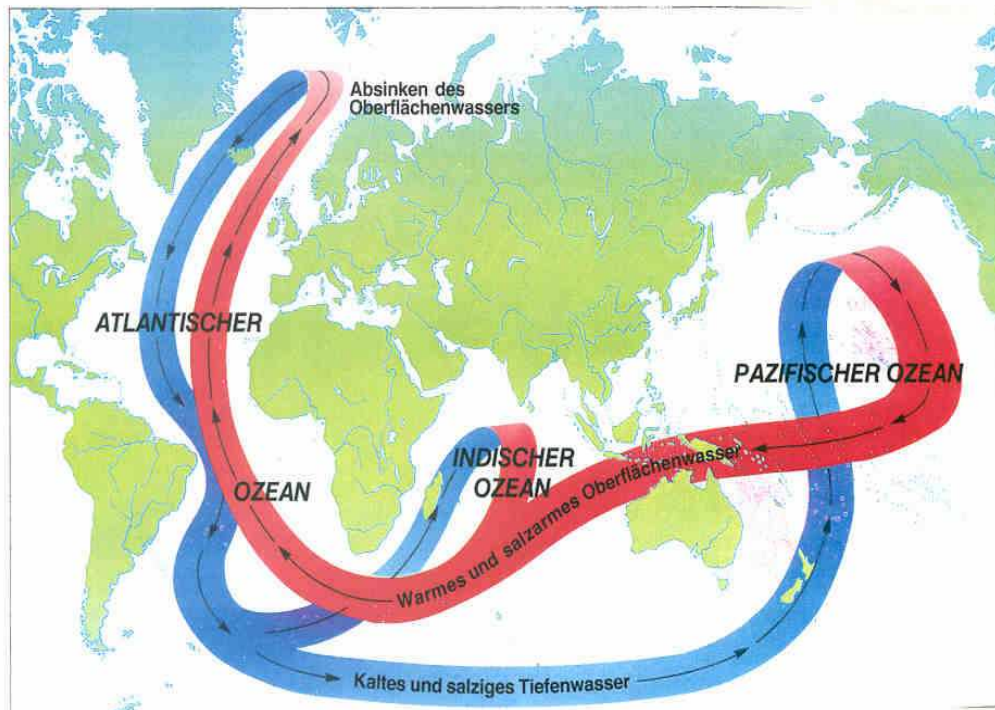 Absinken des
Oberflächenwassers
ATLANTISCHER
OZEAN
INDISCHER
OZEAN
PAZIFISCHER OZEAN
Warmes und salzarmes Oberflächenwasser
Kaltes und salziges Tiefenwasser